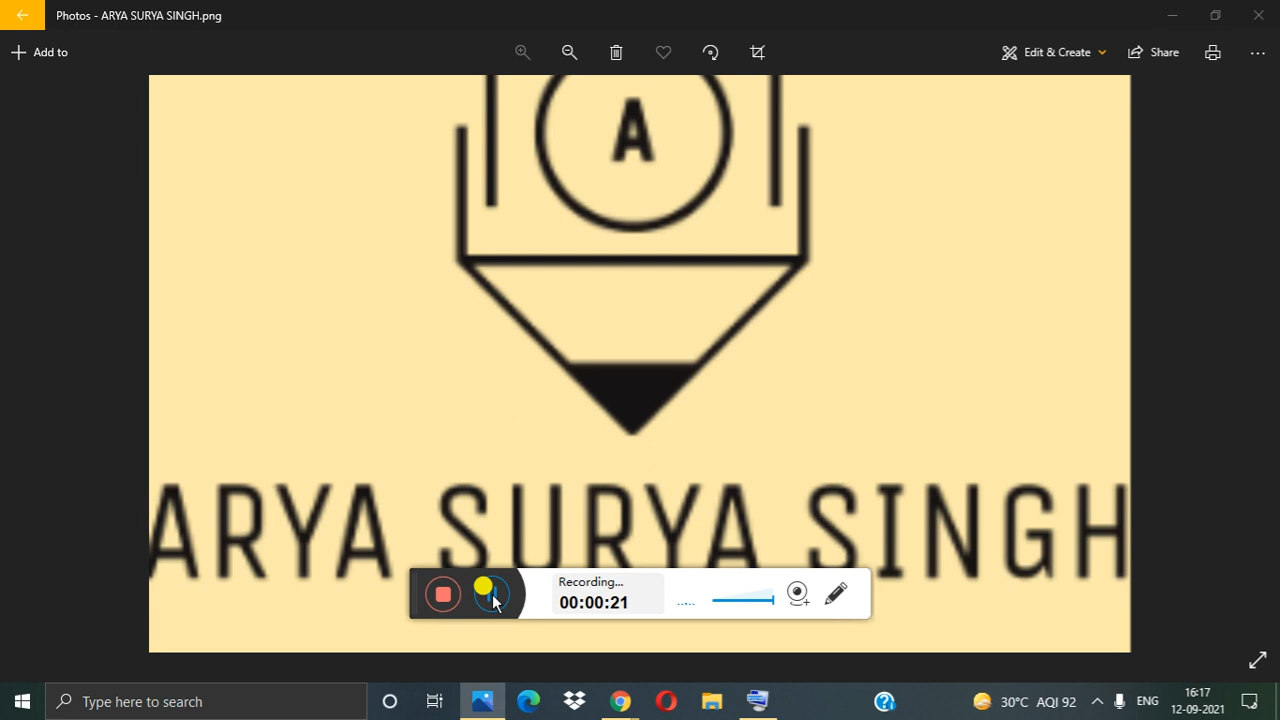 Photos - ARYA SURYA SINGH.png
Add to
Edit & Create
Share
A
ARYA SURYA SINGH
Recording...
00:00:21
Type here to search
30°C AQI 92
ENG
16:17
12-09-2021